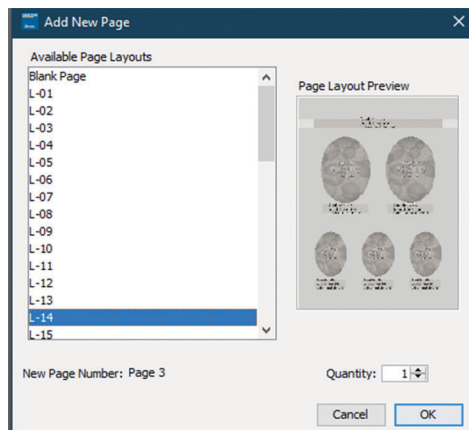 Add New Page
Available Page Layouts
Blank Page
L-01
L-02
L-03
L-04
L-05
L-06
L-07
L-08
L-09
L-10
L-11
L-12
L-13
L-14
L-15
Page Layout Preview
New Page Number: Page 3
Quantity: 1
Cancel
OK